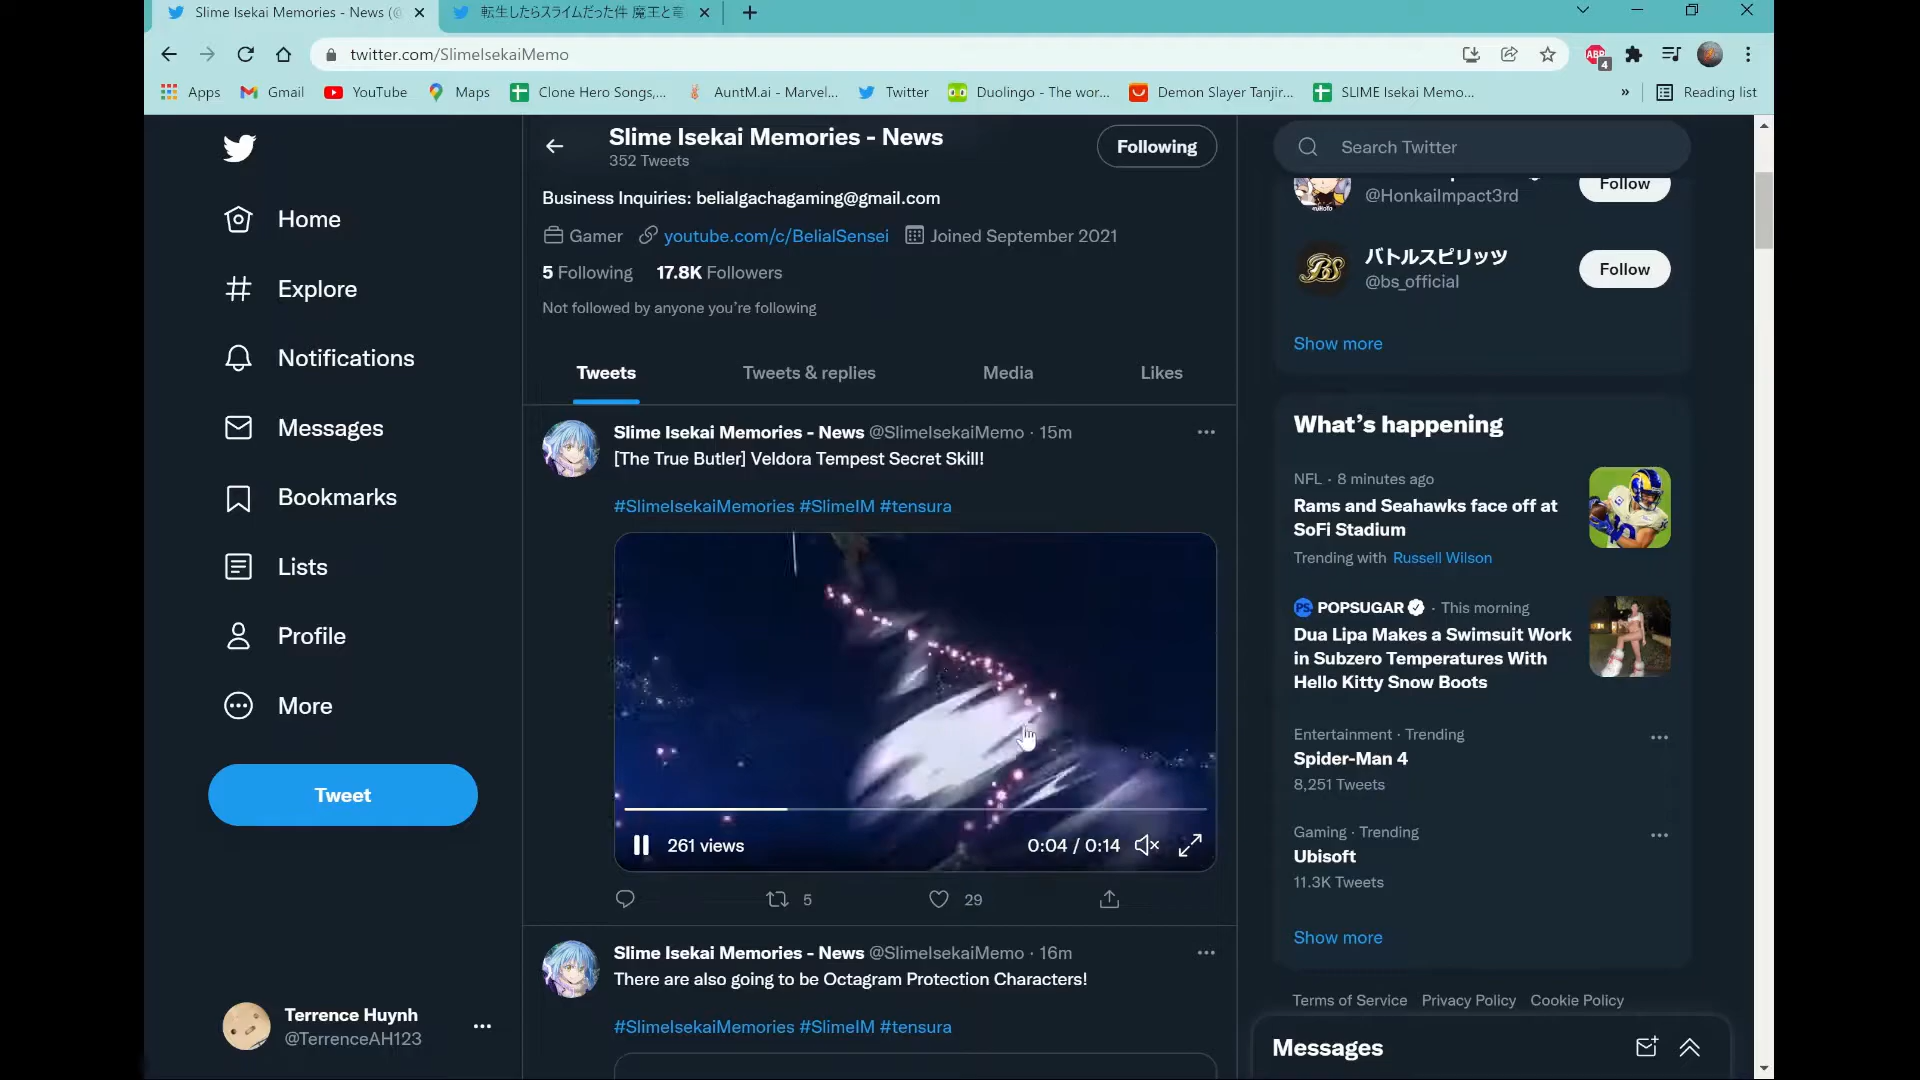 Slime Isekai Memories - News (@
転生したらスライムだった件 魔王と竜
twitter.com/SlimeIsekaiMemo
ABP
4
Apps
Gmail
YouTube
Maps
Clone Hero Songs,...
AuntM.ai - Marvel...
Twitter
Duolingo - The wor...
Demon Slayer Tanjir...
SLIME Isekai Memo...
»
Reading list
Home
Explore
Notifications
Messages
Bookmarks
Lists
Profile
More
Tweet
Terrence Huynh
@TerrenceAH123
Slime Isekai Memories - News
352 Tweets
Following
Business Inquiries: belialgachagaming@gmail.com
Gamer youtube.com/c/BelialSensei Joined September 2021
5 Following 17.8K Followers
Not followed by anyone you’re following
Tweets
Tweets & replies
Media
Likes
Slime Isekai Memories - News @SlimeIsekaiMemo · 15m
[The True Butler] Veldora Tempest Secret Skill!
#SlimeIsekaiMemories #SlimeIM #tensura
261 views
0:04 / 0:14
5
29
Slime Isekai Memories - News @SlimeIsekaiMemo · 16m
There are also going to be Octagram Protection Characters!
#SlimeIsekaiMemories #SlimeIM #tensura
Search Twitter
@HonkaiImpact3rd
Follow
バトルスピリッツ
@bs_official
Follow
Show more
What’s happening
NFL · 8 minutes ago
Rams and Seahawks face off at
SoFi Stadium
Trending with Russell Wilson
PS POPSUGAR · This morning
Dua Lipa Makes a Swimsuit Work
in Subzero Temperatures With
Hello Kitty Snow Boots
Entertainment · Trending
Spider-Man 4
8,251 Tweets
Gaming · Trending
Ubisoft
11.3K Tweets
Show more
Terms of Service Privacy Policy Cookie Policy
Messages